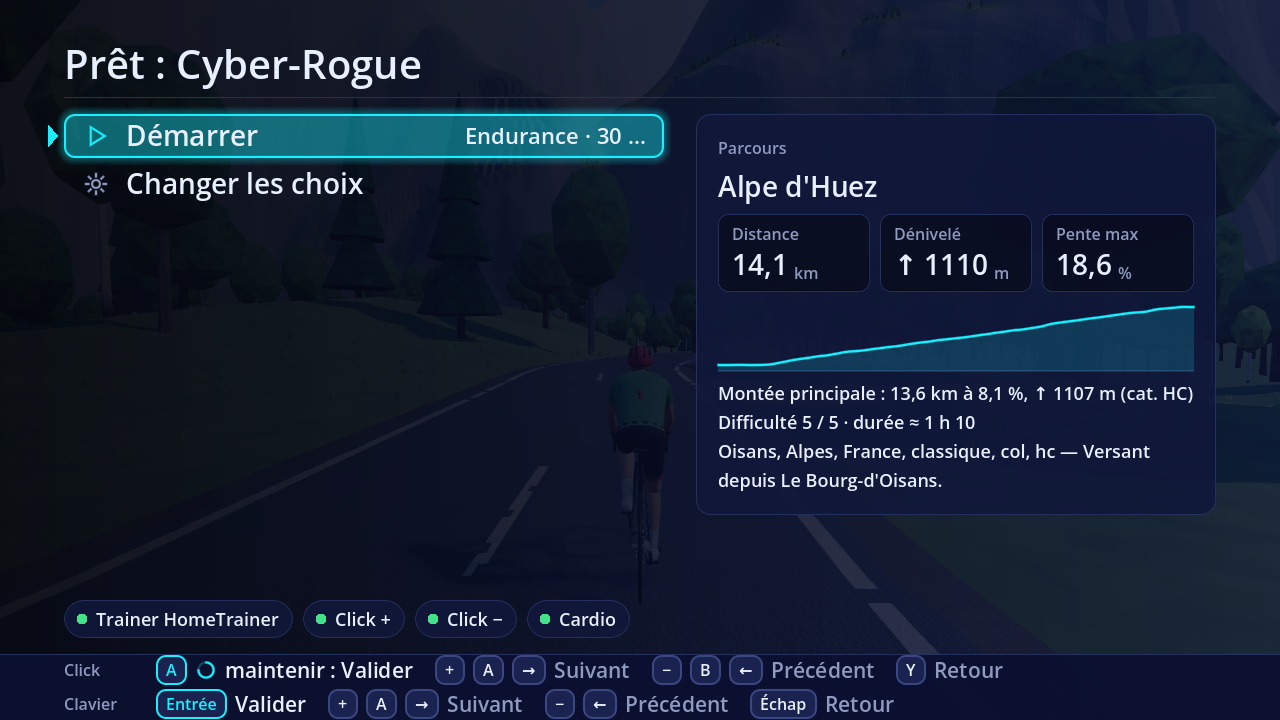 Prêt : Cyber-Rogue
Démarrer Endurance · 30 ...
Changer les choix
Parcours
Alpe d'Huez
Distance Dénivelé Pente max
14,1 km ↑ 1110 m 18,6 %
Montée principale : 13,6 km à 8,1 %, ↑ 1107 m (cat. HC)
Difficulté 5 / 5 · durée ≈ 1 h 10
Oisans, Alpes, France, classique, col, hc — Versant
depuis Le Bourg-d'Oisans.
Trainer HomeTrainer Click + Click − Cardio
Click A maintenir : Valider + A → Suivant − B ← Précédent Y Retour
Clavier Entrée Valider + A → Suivant − ← Précédent Échap Retour